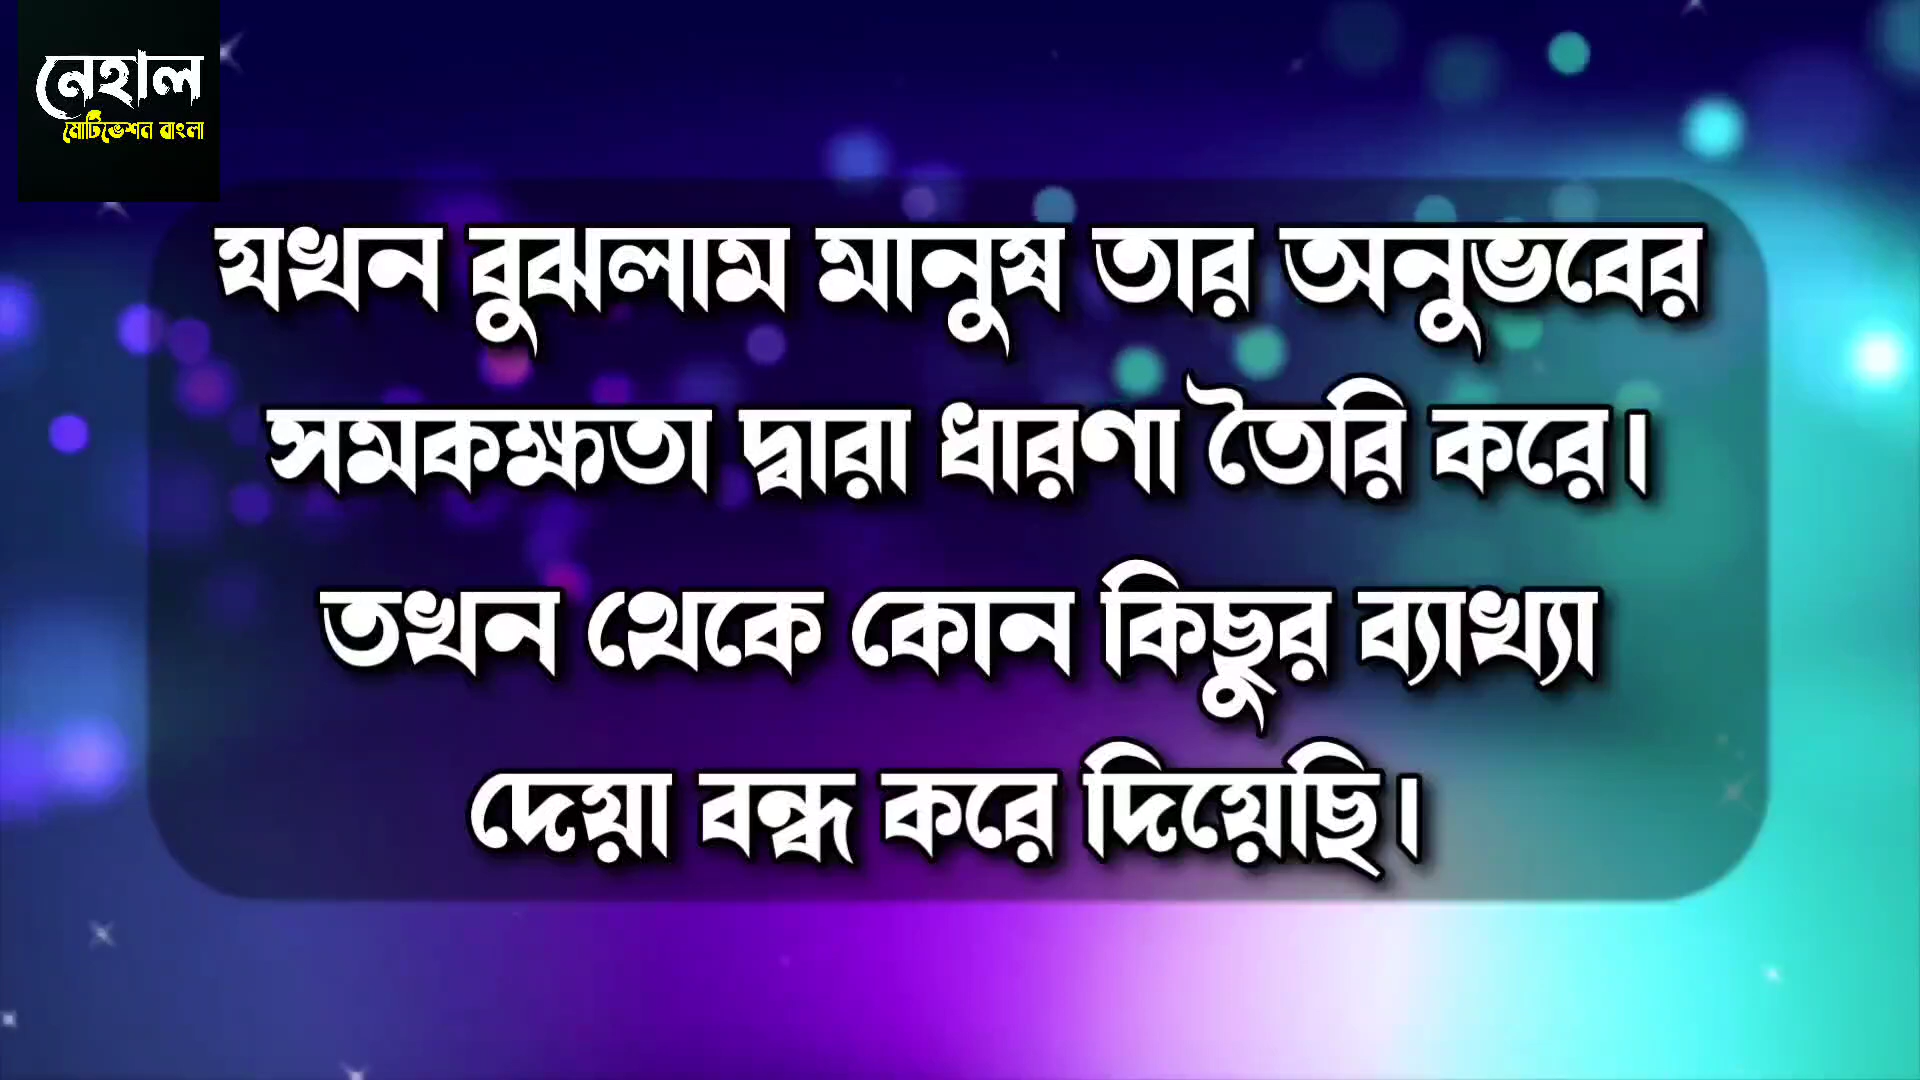 নেহাল
মোটিভেশন বাংলা
যখন বুঝলাম মানুষ তার অনুভবের
সমকক্ষতা দ্বারা ধারণা তৈরি করে।
তখন থেকে কোন কিছুর ব্যাখ্যা
দেয়া বন্ধ করে দিয়েছি।